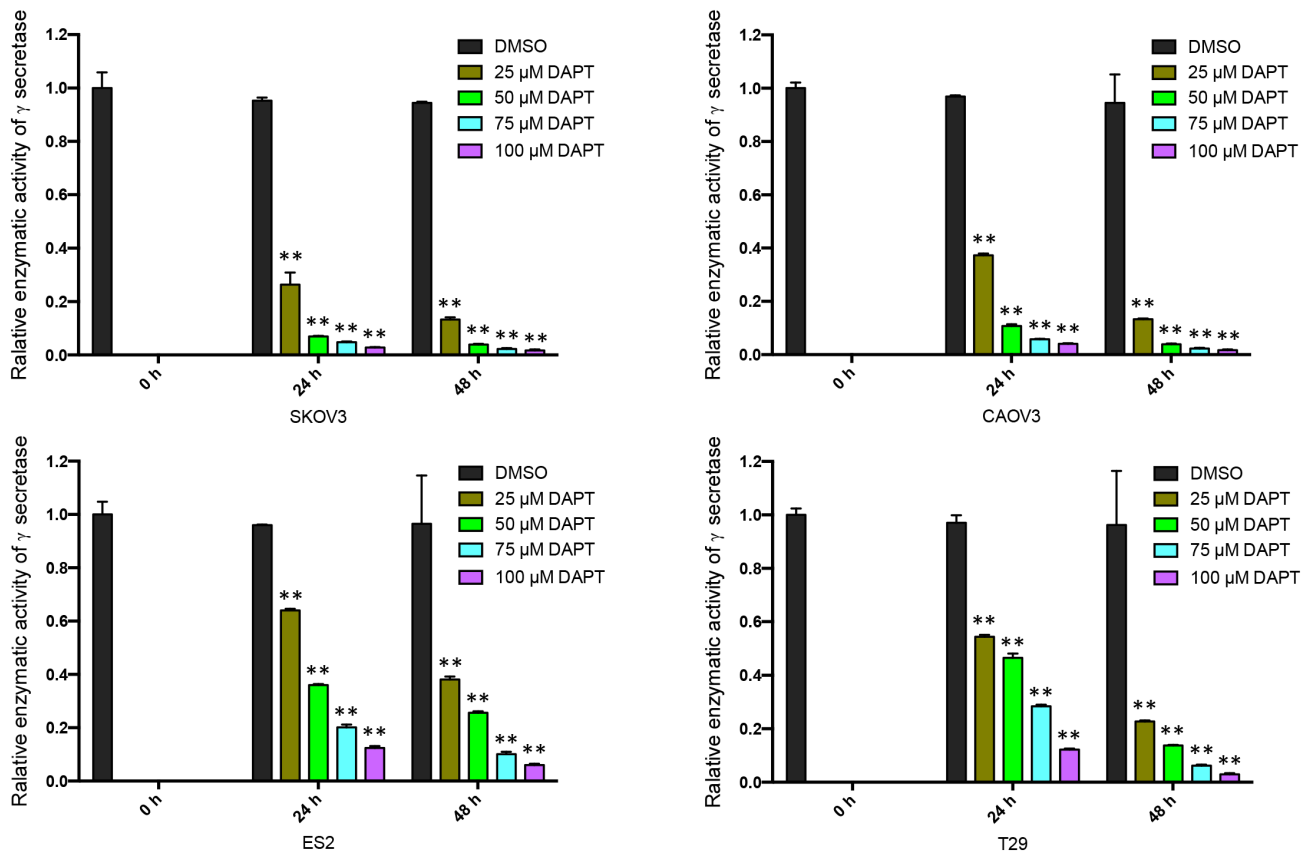 Ralative enzymatic activity of γ secretase
1.2
1.0
0.8
0.6
0.4
0.2
0.0
DMSO
25 µM DAPT
50 µM DAPT
75 µM DAPT
100 µM DAPT
** ** ** **
** ** ** **
0 h
24 h
48 h
SKOV3
Ralative enzymatic activity of γ secretase
1.2
1.0
0.8
0.6
0.4
0.2
0.0
DMSO
25 µM DAPT
50 µM DAPT
75 µM DAPT
100 µM DAPT
** ** ** **
** ** ** **
0 h
24 h
48 h
CAOV3
Relative enzymatic activity of γ secretase
1.2
1.0
0.8
0.6
0.4
0.2
0.0
DMSO
25 µM DAPT
50 µM DAPT
75 µM DAPT
100 µM DAPT
** ** ** **
** ** ** **
0 h
24 h
48 h
ES2
Relative enzymatic activity of γ secretase
1.2
1.0
0.8
0.6
0.4
0.2
0.0
DMSO
25 µM DAPT
50 µM DAPT
75 µM DAPT
100 µM DAPT
** ** ** **
** ** ** **
0 h
24 h
48 h
T29